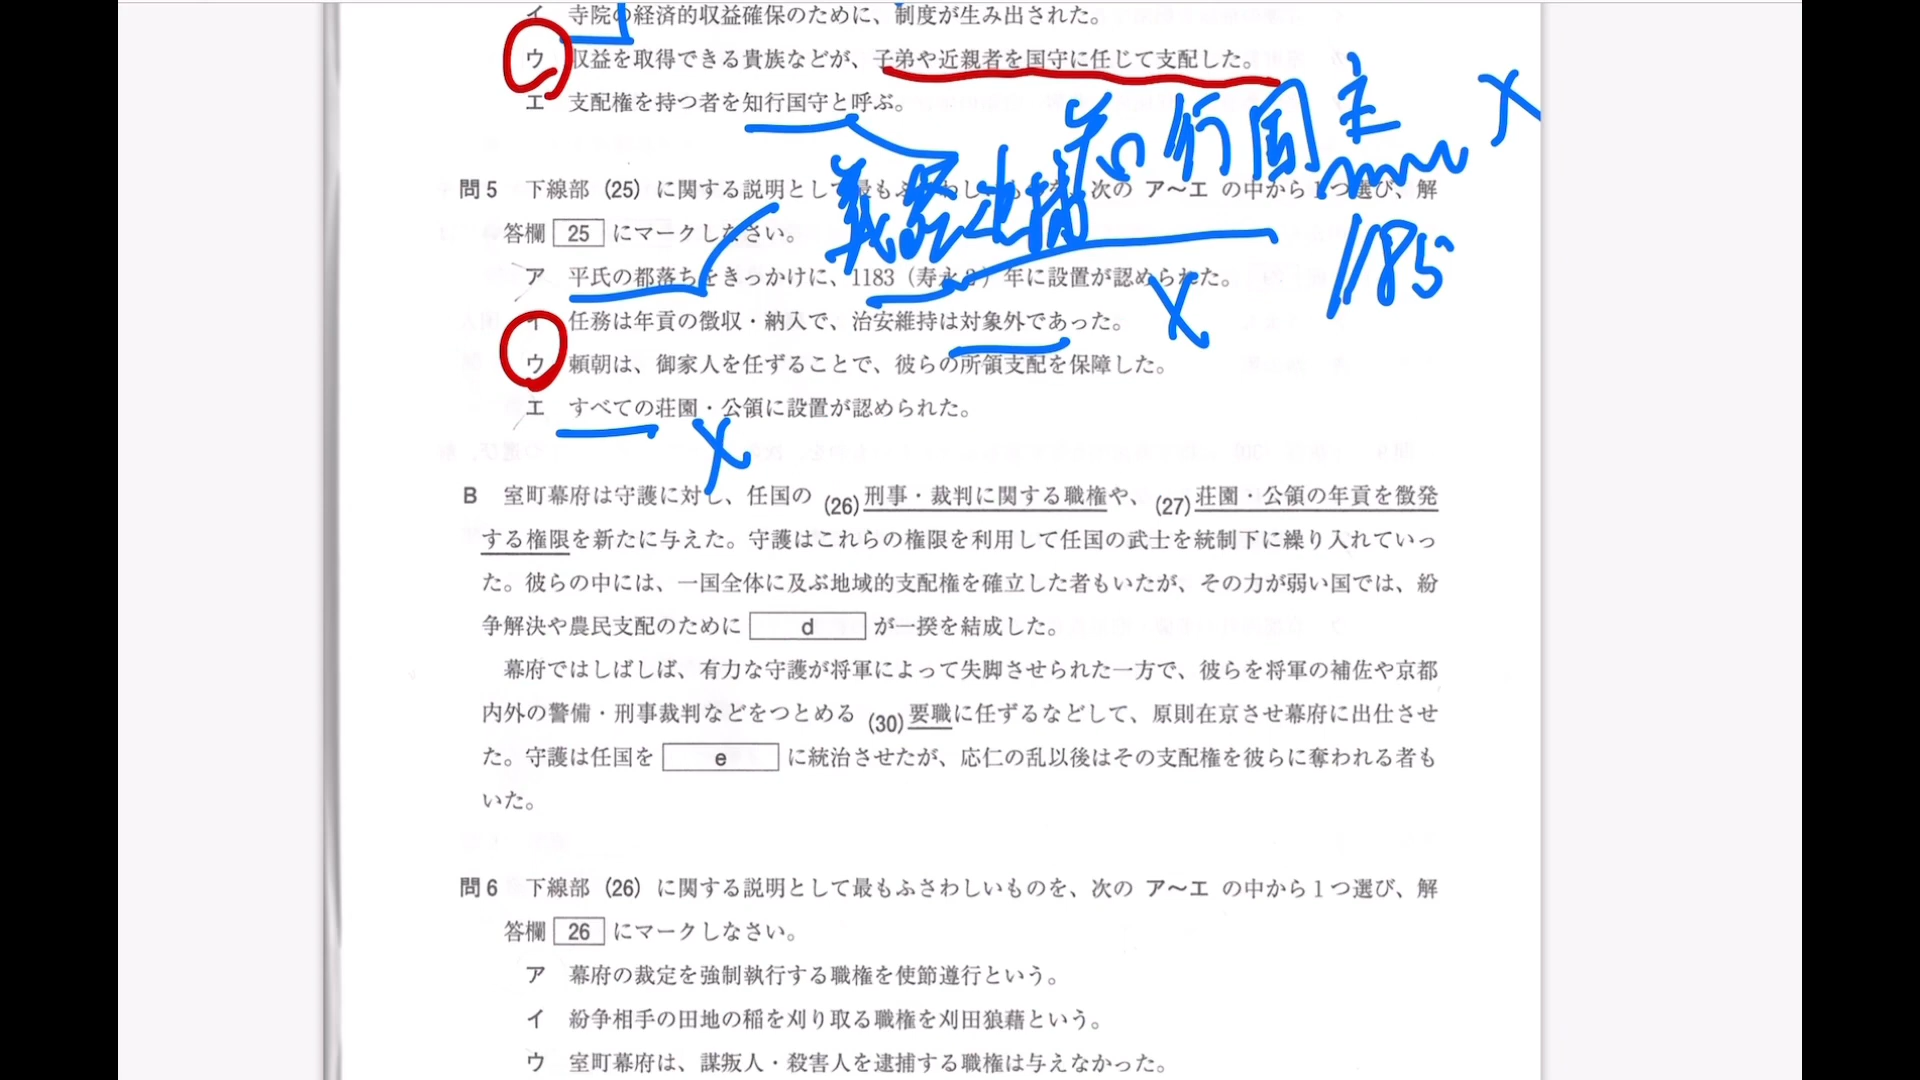 イ 寺院の経済的収益確保のために、制度が生み出された。
ウ 収益を取得できる貴族などが、子弟や近親者を国守に任じて支配した。
エ 支配権を持つ者を知行国守と呼ぶ。
知行国主 X
問5 下線部 (25) に関する説明として最もふさわしいものを、次の ア〜エ の中から1つ選び、解
答欄 25 にマークしなさい。
義経追捕
1185
ア 平氏の都落ちをきっかけに、1183(寿永2)年に設置が認められた。
X
イ 任務は年貢の徴収・納入で、治安維持は対象外であった。
ウ 頼朝は、御家人を任ずることで、彼らの所領支配を保障した。
エ すべての荘園・公領に設置が認められた。
X
B 室町幕府は守護に対し、任国の (26)刑事・裁判に関する職権や、(27)荘園・公領の年貢を徴発
する権限を新たに与えた。守護はこれらの権限を利用して任国の武士を統制下に繰り入れていっ
た。彼らの中には、一国全体に及ぶ地域的支配権を確立した者もいたが、その力が弱い国では、紛
争解決や農民支配のために d が一揆を結成した。
幕府ではしばしば、有力な守護が将軍によって失脚させられた一方で、彼らを将軍の補佐や京都
内外の警備・刑事裁判などをつとめる (30)要職に任ずるなどして、原則在京させ幕府に出仕させ
た。守護は任国を e に統治させたが、応仁の乱以後はその支配権を彼らに奪われる者も
いた。
問6 下線部 (26) に関する説明として最もふさわしいものを、次の ア〜エ の中から1つ選び、解
答欄 26 にマークしなさい。
ア 幕府の裁定を強制執行する職権を使節遵行という。
イ 紛争相手の田地の稲を刈り取る職権を刈田狼藉という。
ウ 室町幕府は、謀叛人・殺害人を逮捕する職権は与えなかった。